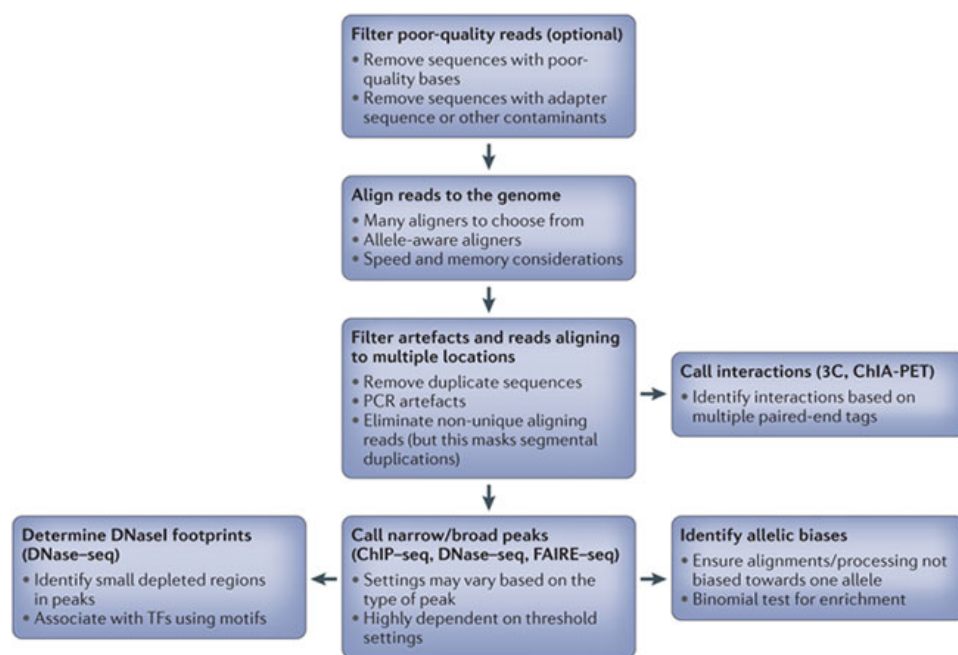 Filter poor-quality reads (optional)
• Remove sequences with poor-
quality bases
• Remove sequences with adapter
sequence or other contaminants
Align reads to the genome
• Many aligners to choose from
• Allele-aware aligners
• Speed and memory considerations
Filter artefacts and reads aligning
to multiple locations
• Remove duplicate sequences
• PCR artefacts
• Eliminate non-unique aligning
reads (but this masks segmental
duplications)
Call interactions (3C, ChIA-PET)
• Identify interactions based on
multiple paired-end tags
Determine DNaseI footprints
(DNase–seq)
• Identify small depleted regions
in peaks
• Associate with TFs using motifs
Call narrow/broad peaks
(ChIP–seq, DNase–seq, FAIRE–seq)
• Settings may vary based on the
type of peak
• Highly dependent on threshold
settings
Identify allelic biases
• Ensure alignments/processing not
biased towards one allele
• Binomial test for enrichment